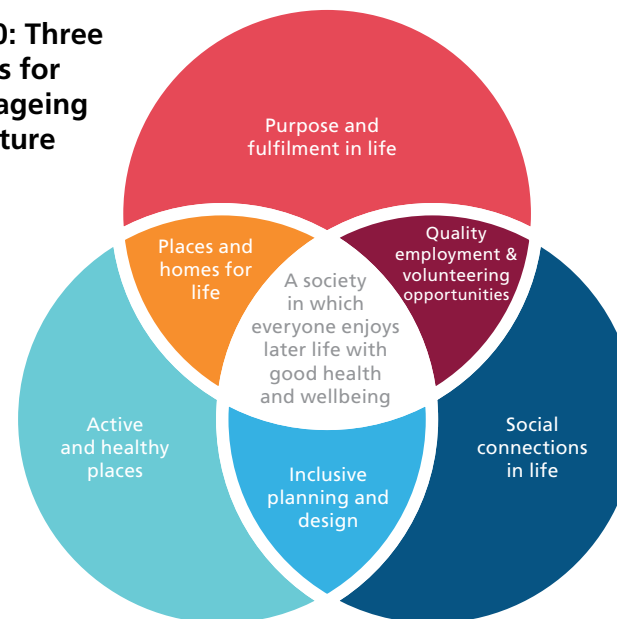 0: Three
s for
ageing
ture
Purpose and
fulfilment in life
Places and
homes for
life
Quality
employment &
volunteering
opportunities
A society
in which
everyone enjoys
later life with
good health
and wellbeing
Active
and healthy
places
Social
connections
in life
Inclusive
planning and
design